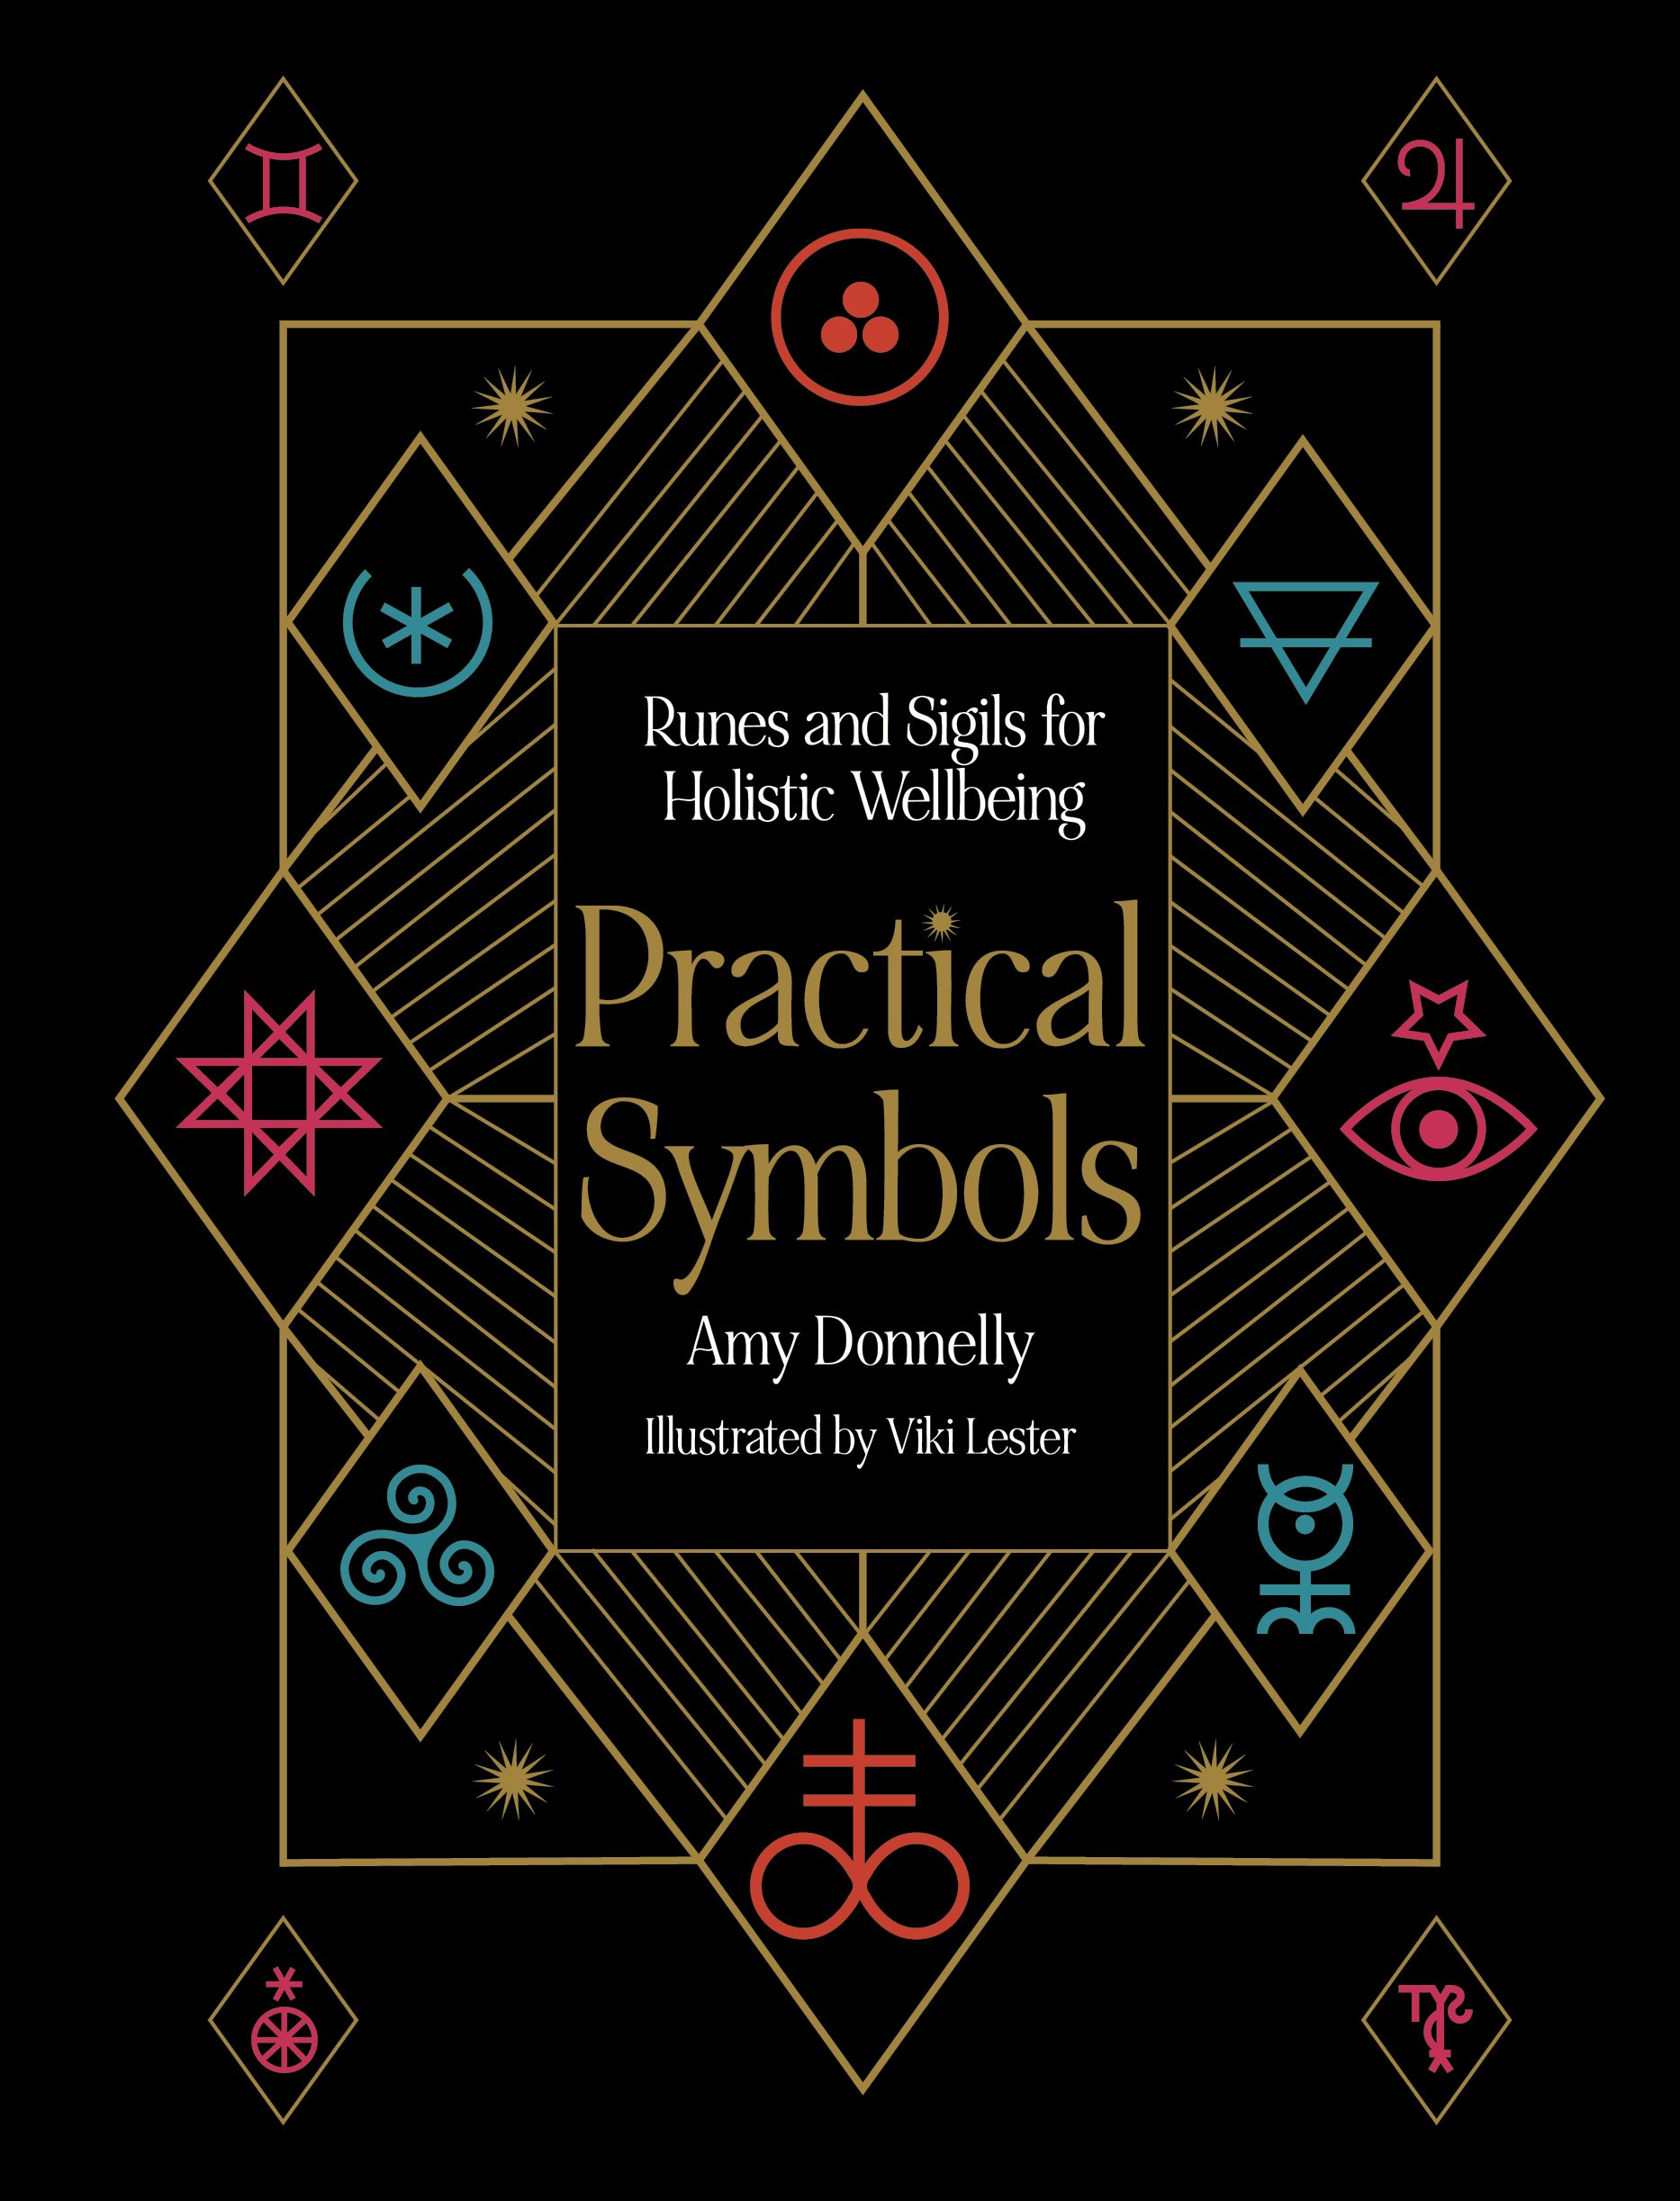 Runes and Sigils for
Holistic Wellbeing
Practical
Symbols
Amy Donnelly
Illustrated by Viki Lester